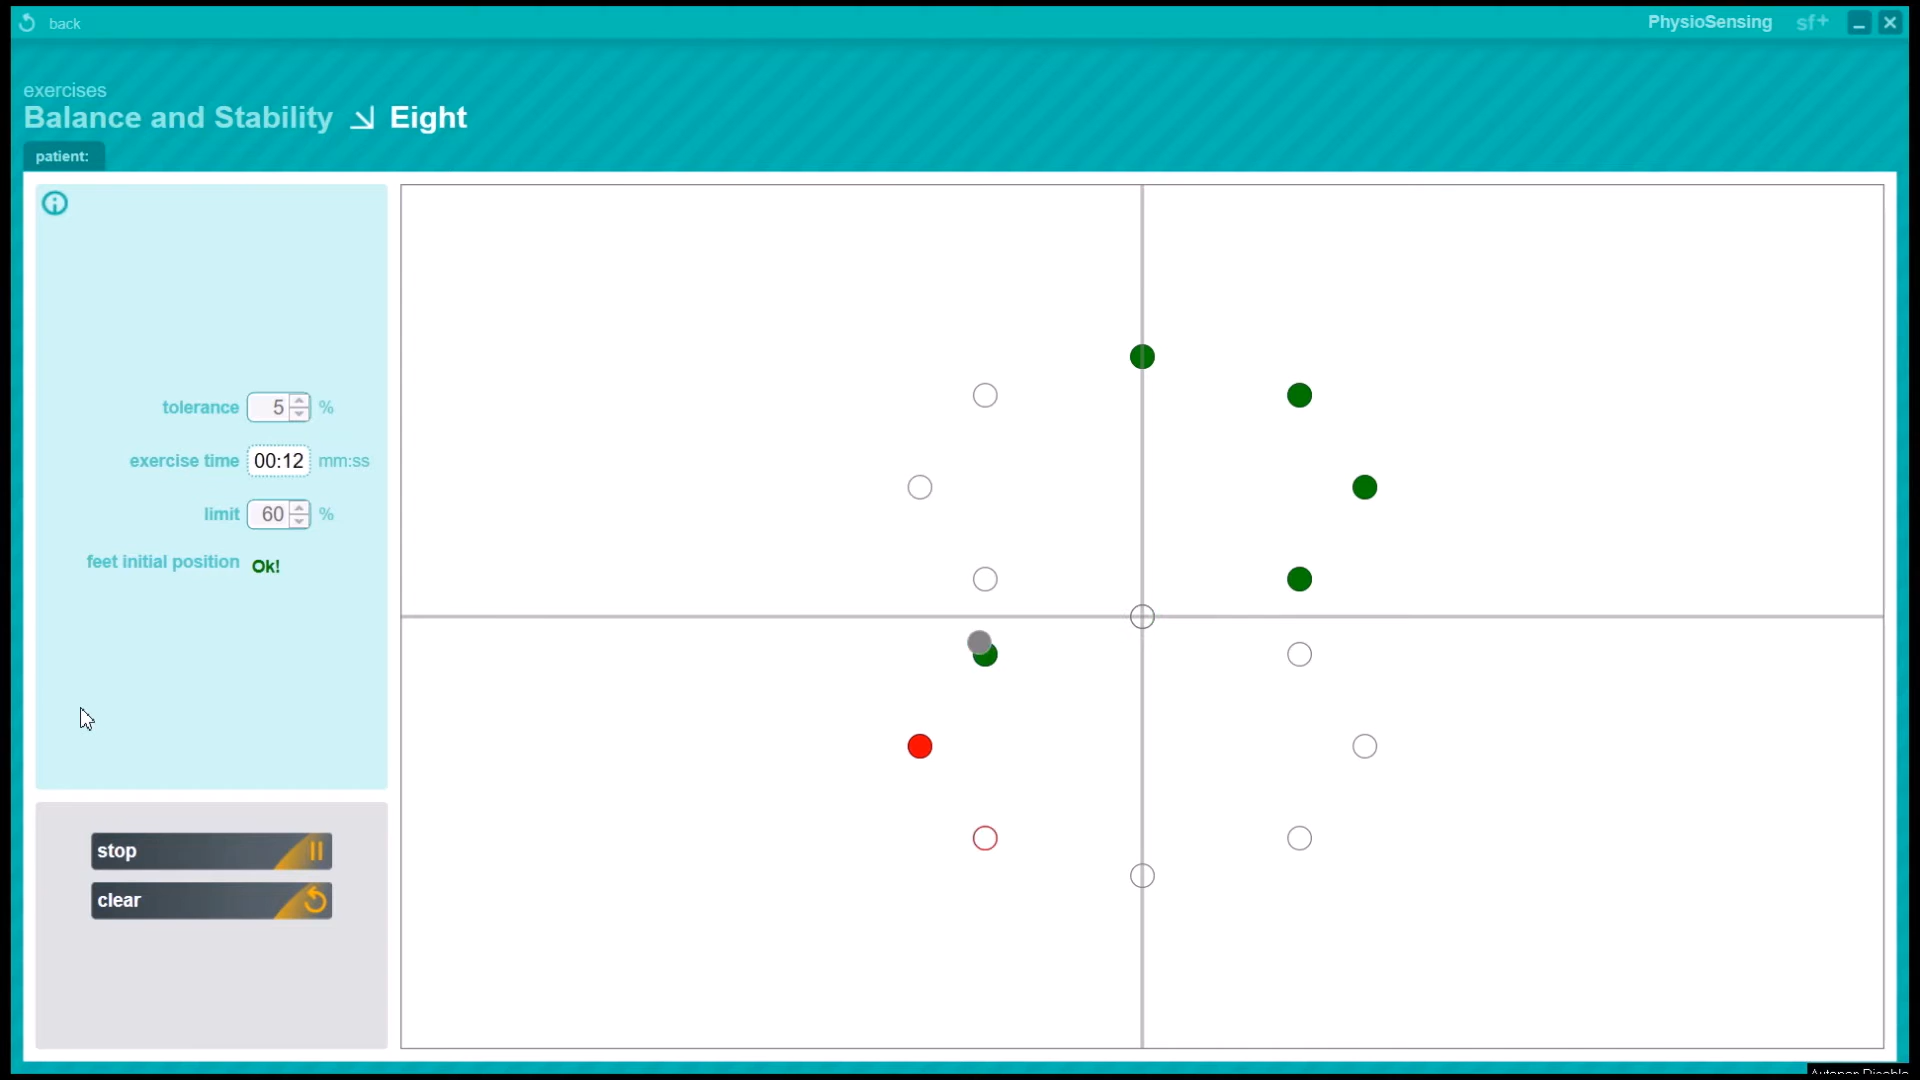 back
PhysioSensing sf+
exercises
Balance and Stability Eight
patient:
tolerance 5 %
exercise time 00:12 mm:ss
limit 60 %
feet initial position Ok!
stop
clear